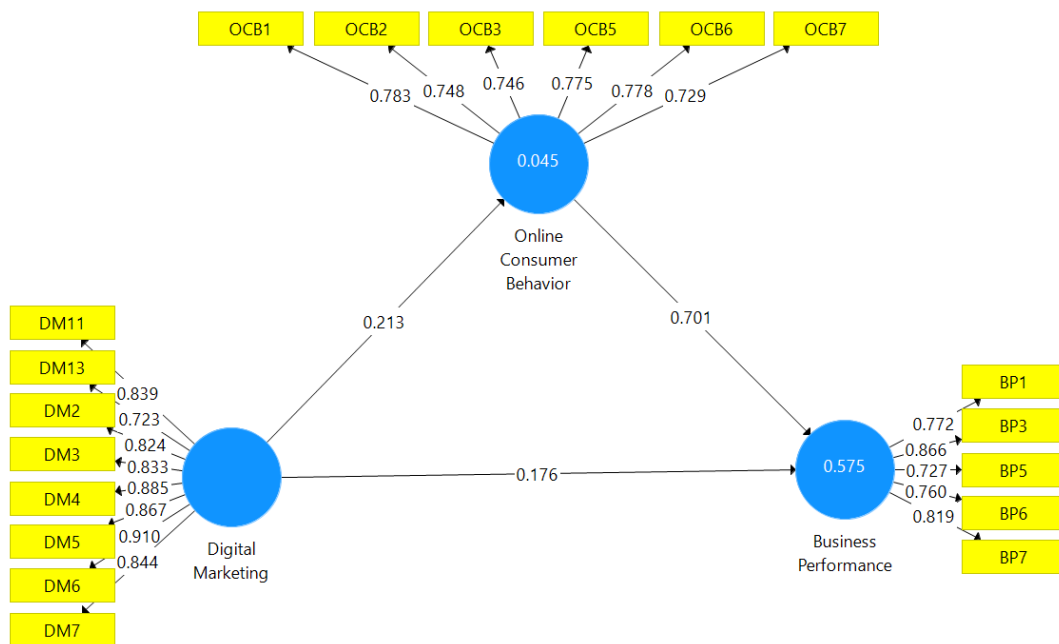 OCB1 OCB2 OCB3 OCB5 OCB6 OCB7
0.783 0.748 0.746 0.775 0.778 0.729
0.045
Online
Consumer
Behavior
DM11
DM13
DM2
DM3
DM4
DM5
DM6
DM7
0.839
0.723
0.824
0.833
0.885
0.867
0.910
0.844
Digital
Marketing
0.213
0.701
0.176
0.575
Business
Performance
0.772
0.866
0.727
0.760
0.819
BP1
BP3
BP5
BP6
BP7